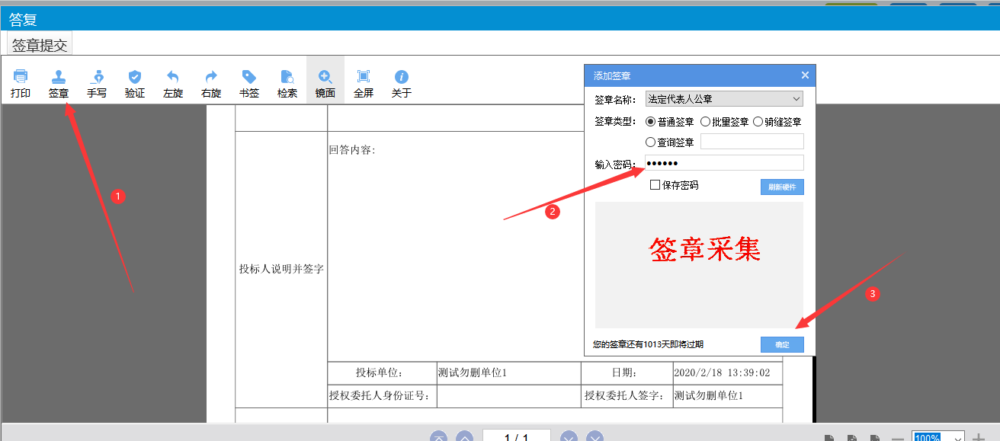 答复
签章提交
打印 签章 手写 验证 左旋 右旋 书签 检索 镜面 全屏 关于
添加签章
签章名称: 法定代表人公章
签章类型: 普通签章 批量签章 骑缝签章
查询签章
输入密码: ●●●●●●
保存密码 刷新硬件
签章采集
您的签章还有1013天即将过期 确定
1
2
3
回答内容:
投标人说明并签字
投标单位: 测试勿删单位1 日期: 2020/2/18 13:39:02
授权委托人身份证号: 授权委托人签字: 测试勿删单位1
1 / 1 100%